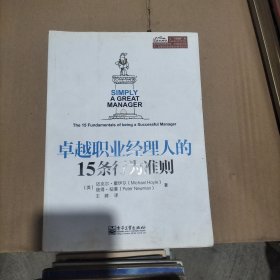 SIMPLY
A GREAT
MANAGER
The 15 Fundamentals of being a Successful Manager
卓越职业经理人的
15条行为准则
[美] 迈克尔·霍伊尔 (Michael Hoyle)
彼得·纽曼 (Peter Newman) 著
王 译
电子工业出版社